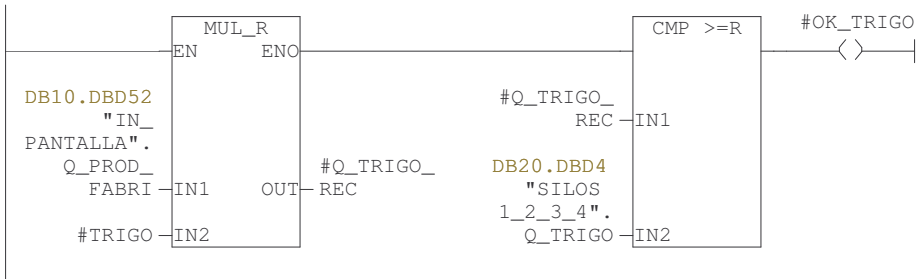 MUL_R
CMP >=R
#OK_TRIGO
EN
ENO
DB10.DBD52
"IN_
PANTALLA".
Q_PROD_
FABRI
IN1
#TRIGO
IN2
OUT
#Q_TRIGO_
REC
#Q_TRIGO_
REC
IN1
DB20.DBD4
"SILOS
1_2_3_4".
Q_TRIGO
IN2